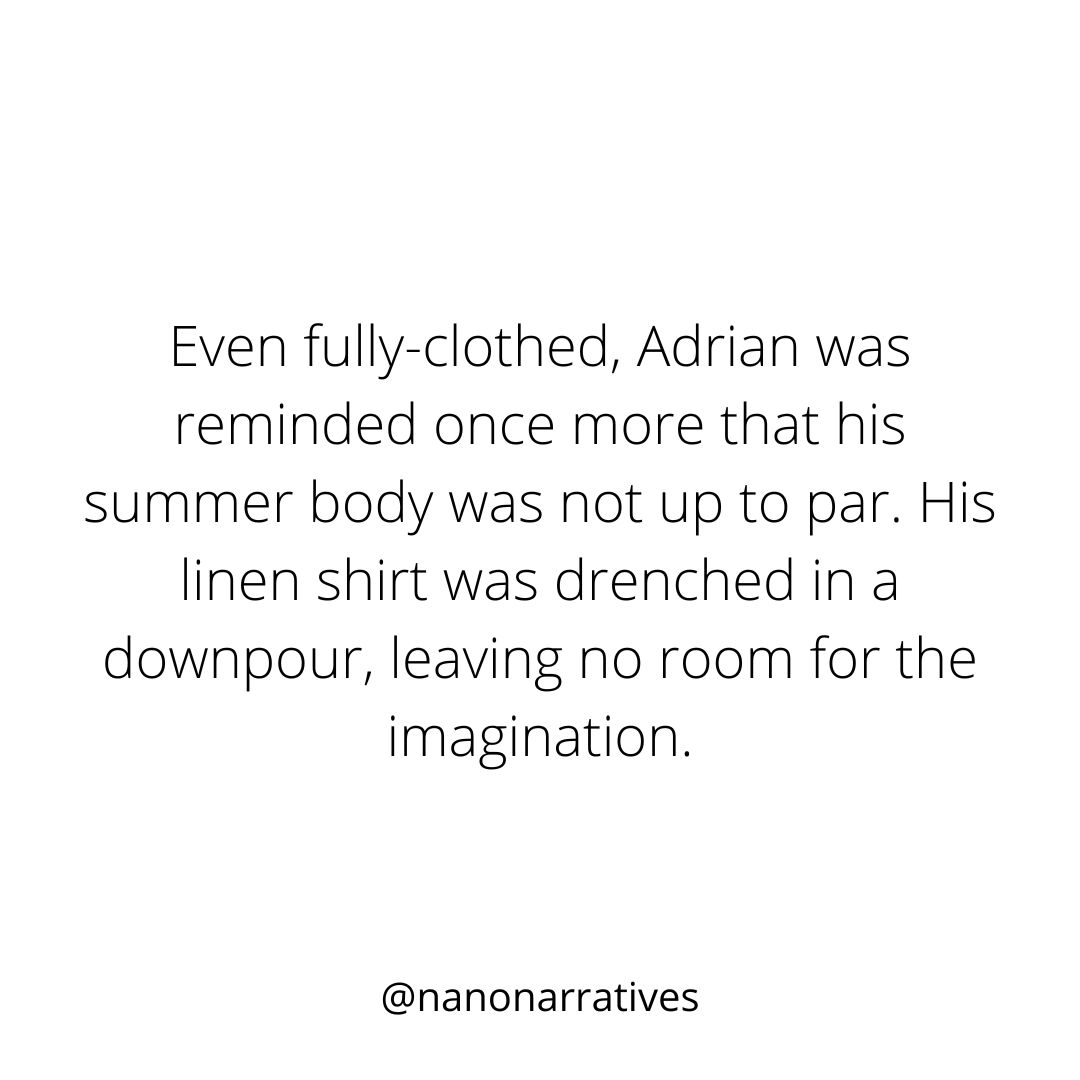 Even fully-clothed, Adrian was
reminded once more that his
summer body was not up to par. His
linen shirt was drenched in a
downpour, leaving no room for the
imagination.
@nanonarratives